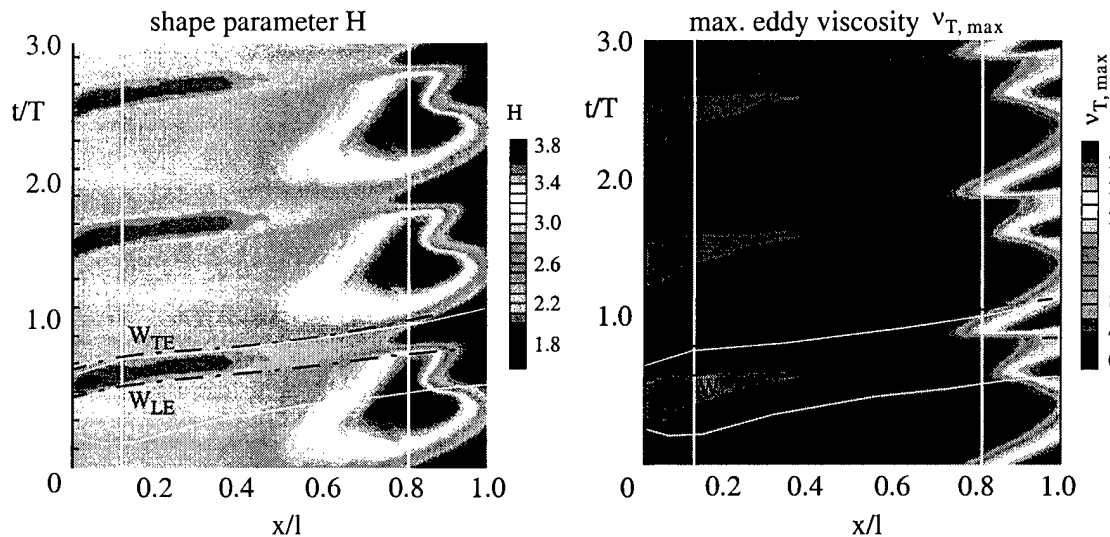 shape parameter H
3.0
t/T
2.0
1.0
0
W_TE
W_LE
0.2 0.4 0.6 0.8 1.0
x/l
H
3.8
3.4
3.0
2.6
2.2
1.8
max. eddy viscosity ν_T, max
3.0
t/T
2.0
1.0
0
0 0.2 0.4 0.6 0.8 1.0
x/l
ν_T, max